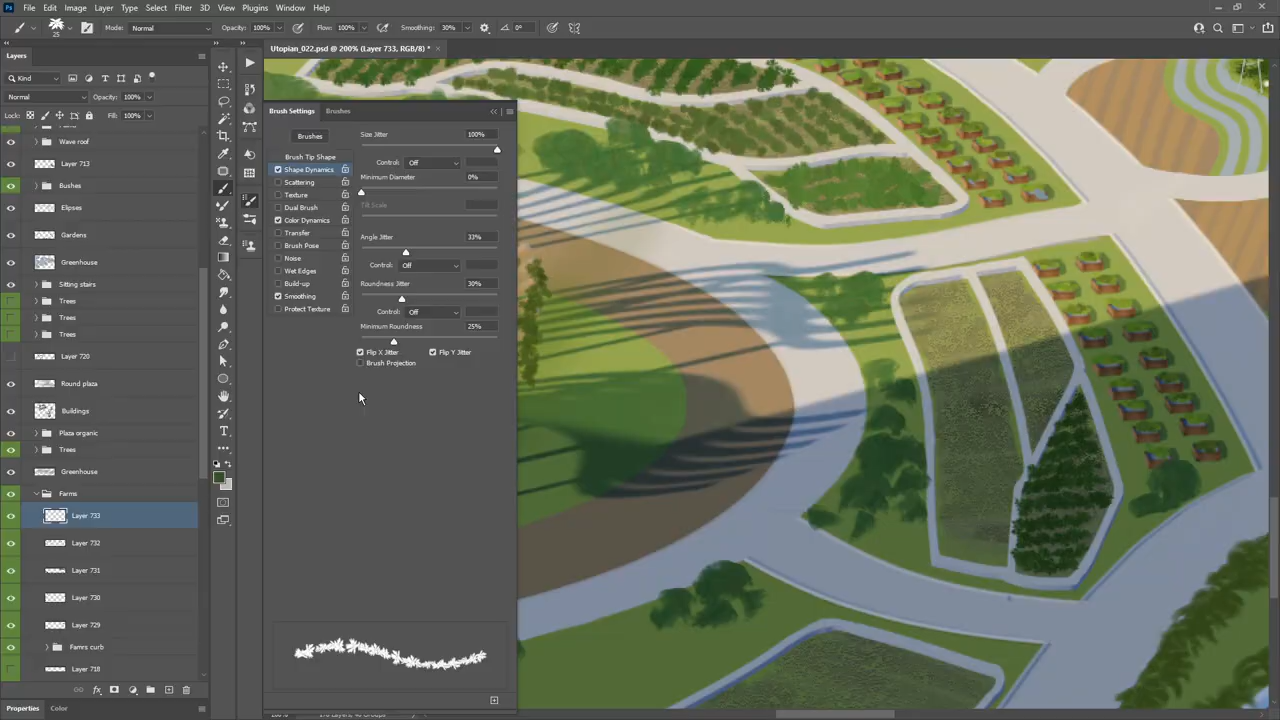 File Edit Image Layer Type Select Filter 3D View Plugins Window Help
25 Mode: Normal Opacity: 100% Flow: 100% Smoothing: 30% 0°
Layers
Utopian_022.psd @ 200% (Layer 733, RGB/8) *
Kind
Normal Opacity: 100%
Lock: Fill: 100%
Wave roof
Layer 713
Bushes
Elipses
Gardens
Greenhouse
Sitting stairs
Trees
Trees
Trees
Layer 720
Round plaza
Buildings
Plaza organic
Trees
Greenhouse
Farms
Layer 733
Layer 732
Layer 731
Layer 730
Layer 729
Famrs curb
Layer 718
Properties Color
Brush Settings Brushes
Brushes
Brush Tip Shape
Shape Dynamics
Scattering
Texture
Dual Brush
Color Dynamics
Transfer
Brush Pose
Noise
Wet Edges
Build-up
Smoothing
Protect Texture
Size Jitter 100%
Control: Off
Minimum Diameter 0%
Tilt Scale
Angle Jitter 33%
Control: Off
Roundness Jitter 30%
Control: Off
Minimum Roundness 25%
Flip X Jitter Flip Y Jitter
Brush Projection